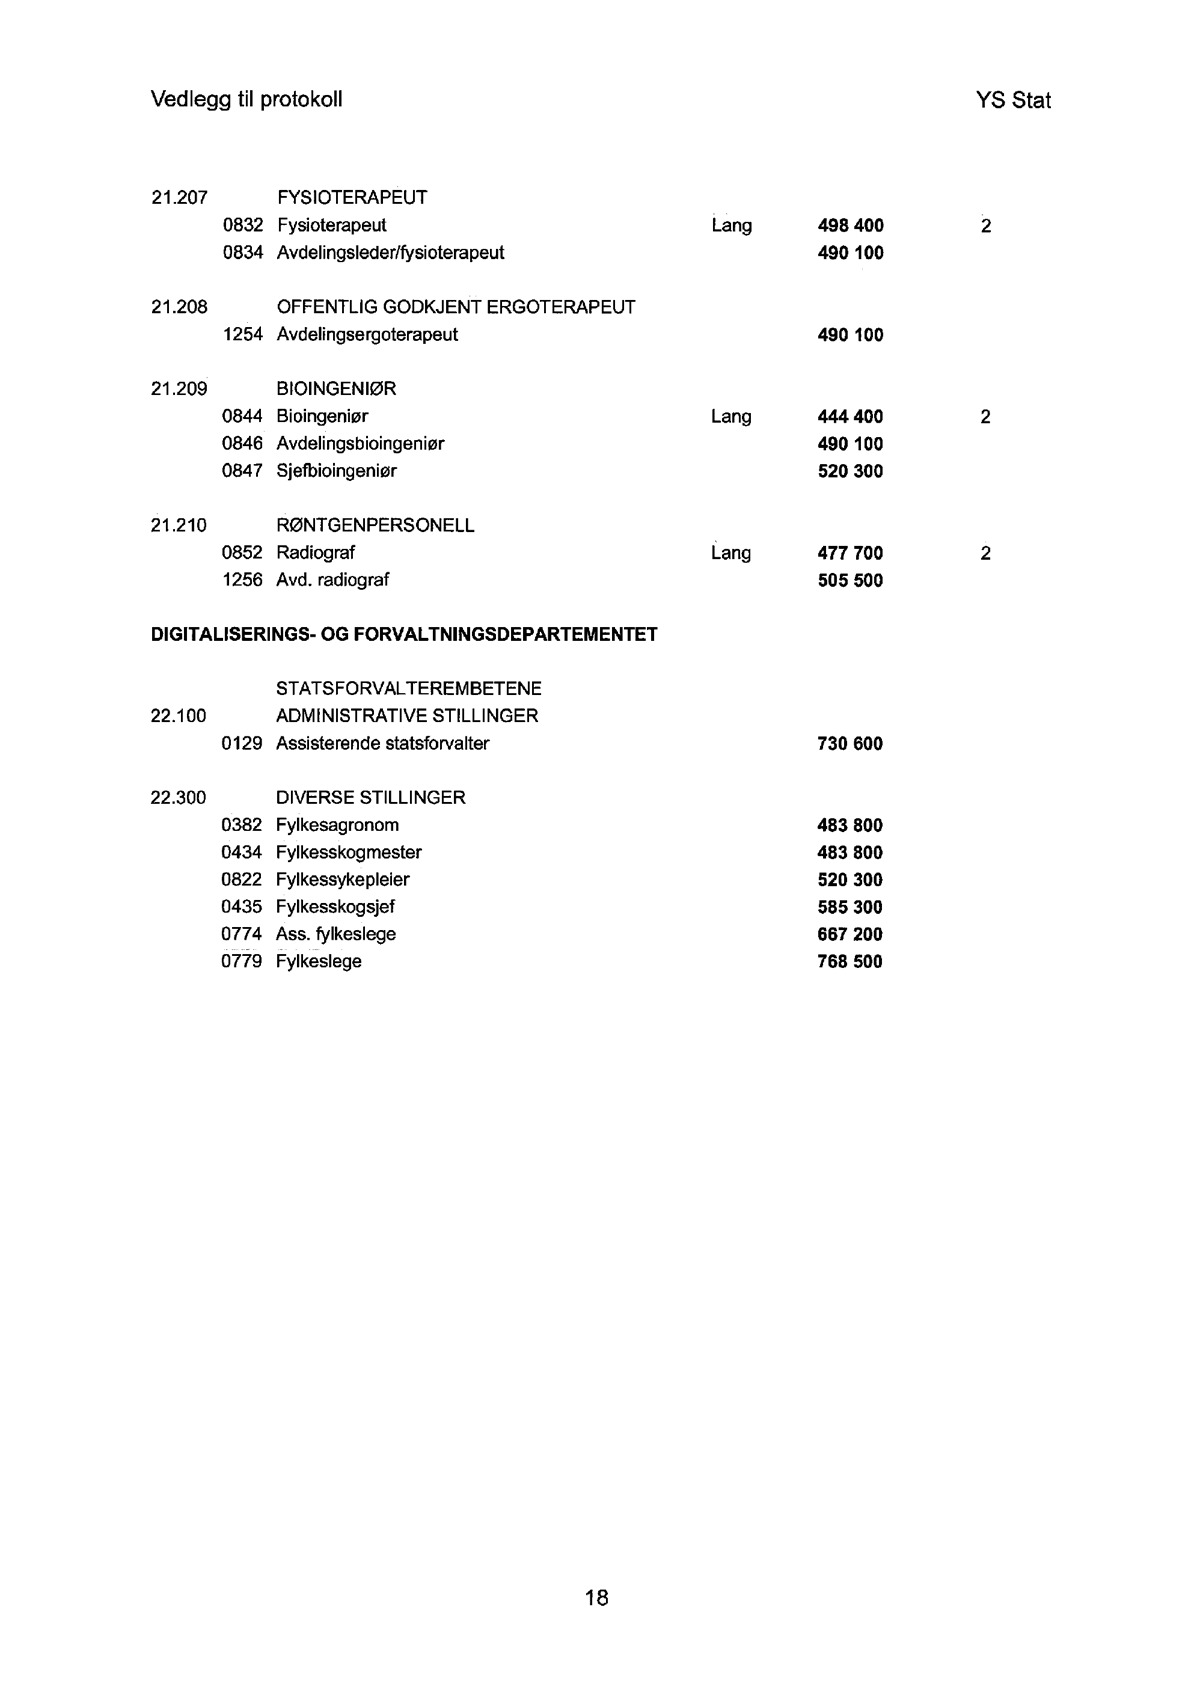 Vedlegg til protokoll YS Stat
21.207 FYSIOTERAPEUT
0832 Fysioterapeut Lang 498 400 2
0834 Avdelingsleder/fysioterapeut 490 100
21.208 OFFENTLIG GODKJENT ERGOTERAPEUT
1254 Avdelingsergoterapeut 490 100
21.209 BIOINGENIØR
0844 Bioingeniør Lang 444 400 2
0846 Avdelingsbioingeniør 490 100
0847 Sjefbioingeniør 520 300
21.210 RØNTGENPERSONELL
0852 Radiograf Lang 477 700 2
1256 Avd. radiograf 505 500
DIGITALISERINGS- OG FORVALTNINGSDEPARTEMENTET
STATSFORVALTEREMBETENE
22.100 ADMINISTRATIVE STILLINGER
0129 Assisterende statsforvalter 730 600
22.300 DIVERSE STILLINGER
0382 Fylkesagronom 483 800
0434 Fylkesskogmester 483 800
0822 Fylkessykepleier 520 300
0435 Fylkesskogsjef 585 300
0774 Ass. fylkeslege 667 200
0779 Fylkeslege 768 500
18